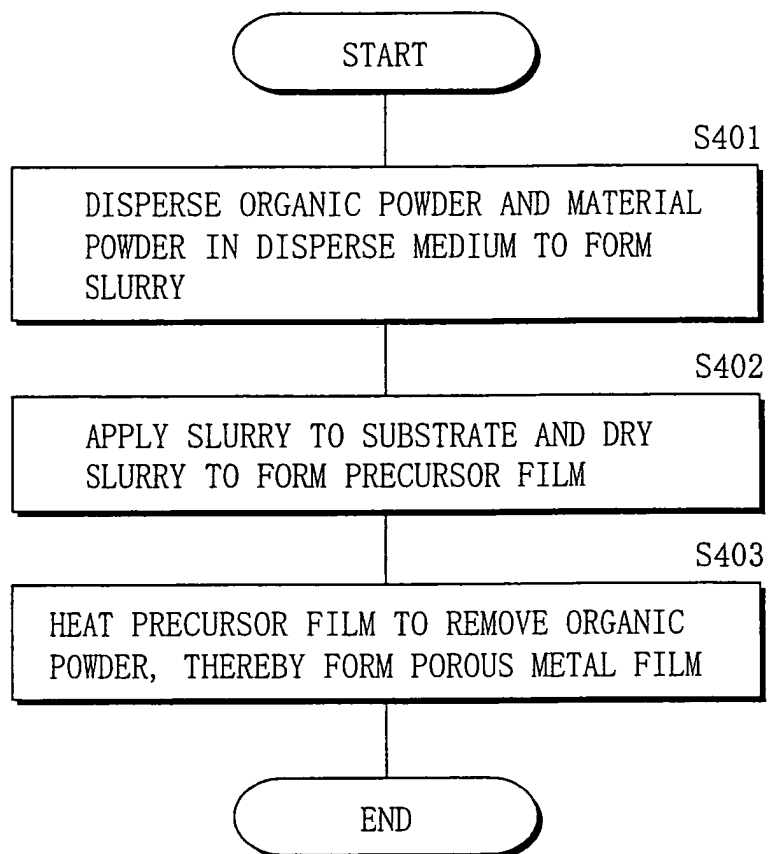 START
S401
DISPERSE ORGANIC POWDER AND MATERIAL
POWDER IN DISPERSE MEDIUM TO FORM
SLURRY
S402
APPLY SLURRY TO SUBSTRATE AND DRY
SLURRY TO FORM PRECURSOR FILM
S403
HEAT PRECURSOR FILM TO REMOVE ORGANIC
POWDER, THEREBY FORM POROUS METAL FILM
END